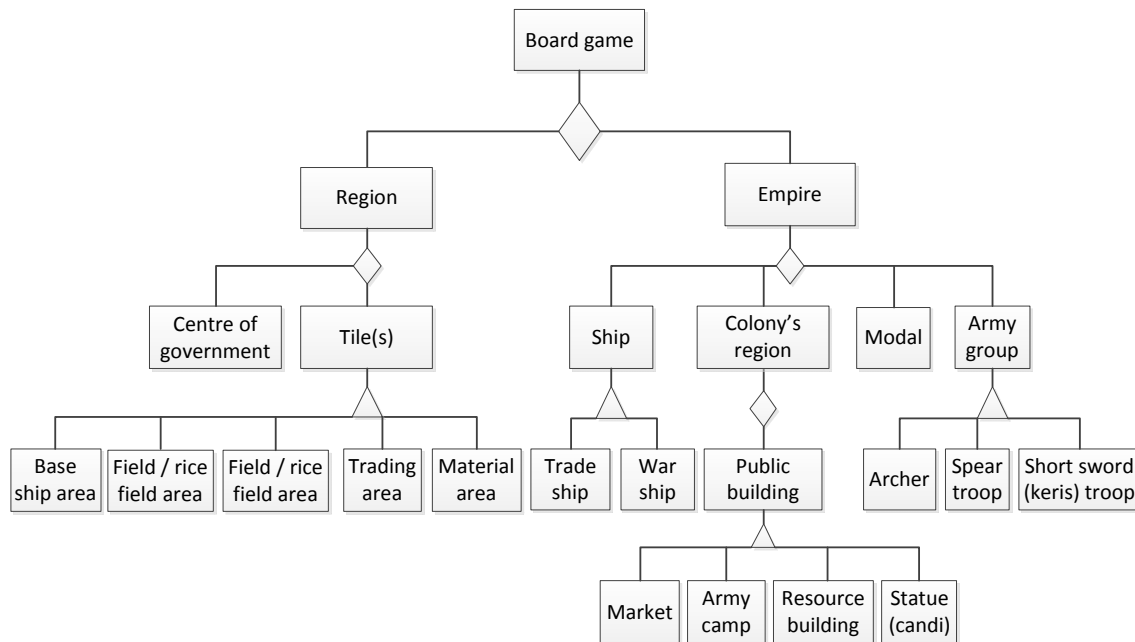 Board game
Region
Empire
Centre of
government
Tile(s)
Ship
Colony's
region
Modal
Army
group
Base
ship area
Field / rice
field area
Field / rice
field area
Trading
area
Material
area
Trade
ship
War
ship
Public
building
Archer
Spear
troop
Short sword
(keris) troop
Market
Army
camp
Resource
building
Statue
(candi)